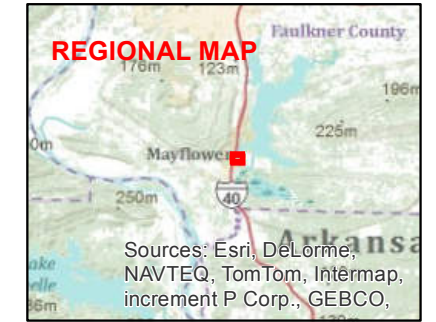 Faulkner County
REGIONAL MAP
176m
123m
196m
225m
0m
Mayflower
250m
40
Arkansa
Sources: Esri, DeLorme,
NAVTEQ, TomTom, Intermap,
increment P Corp., GEBCO,